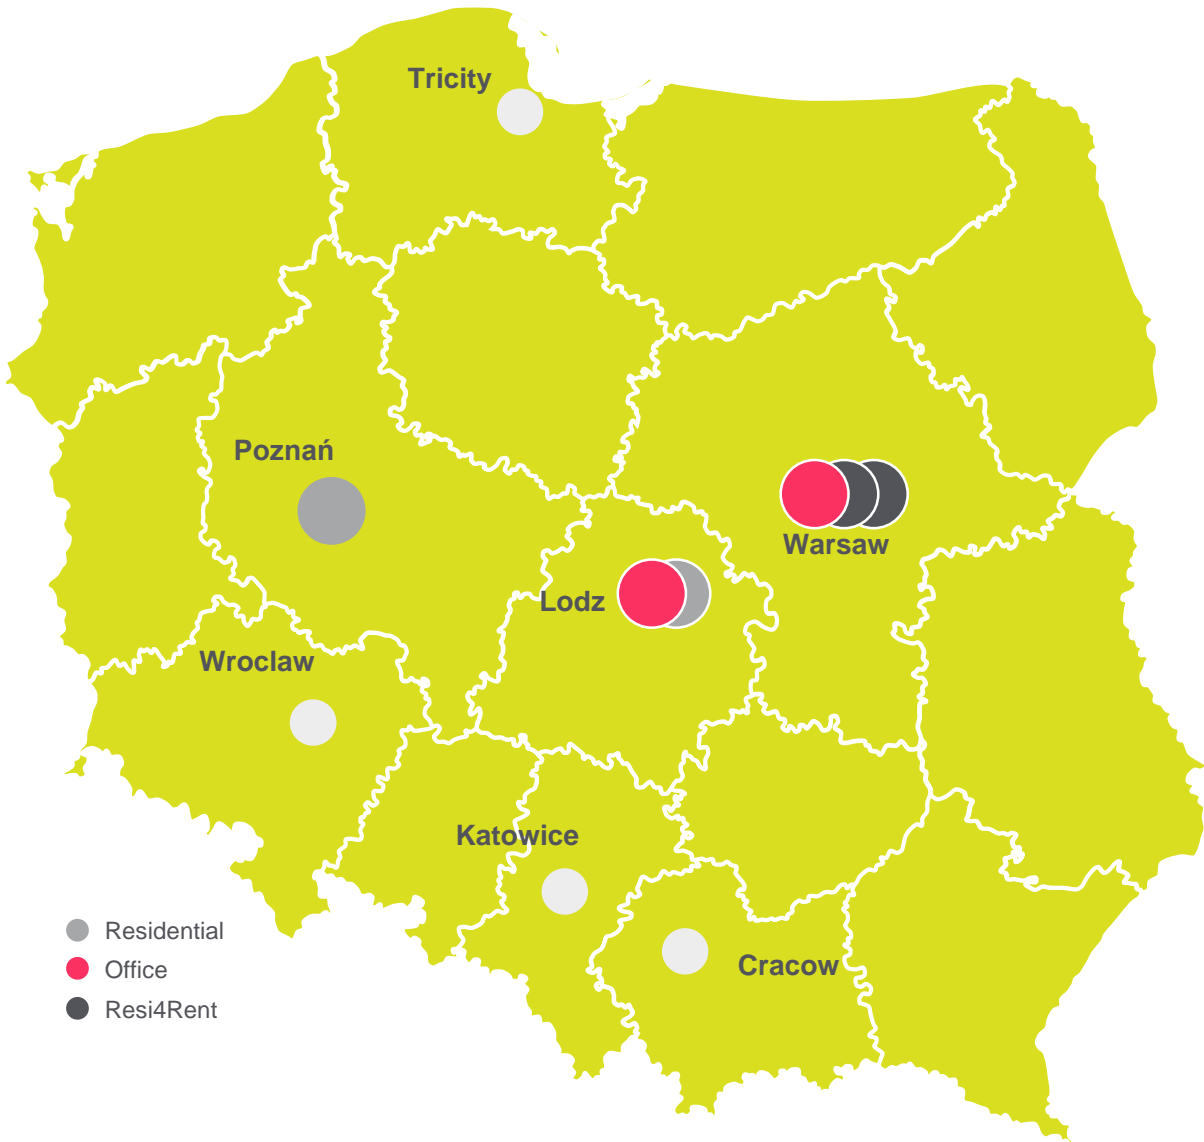 Tricity
Poznań
Warsaw
Lodz
Wroclaw
Katowice
Cracow
Residential
Office
Resi4Rent